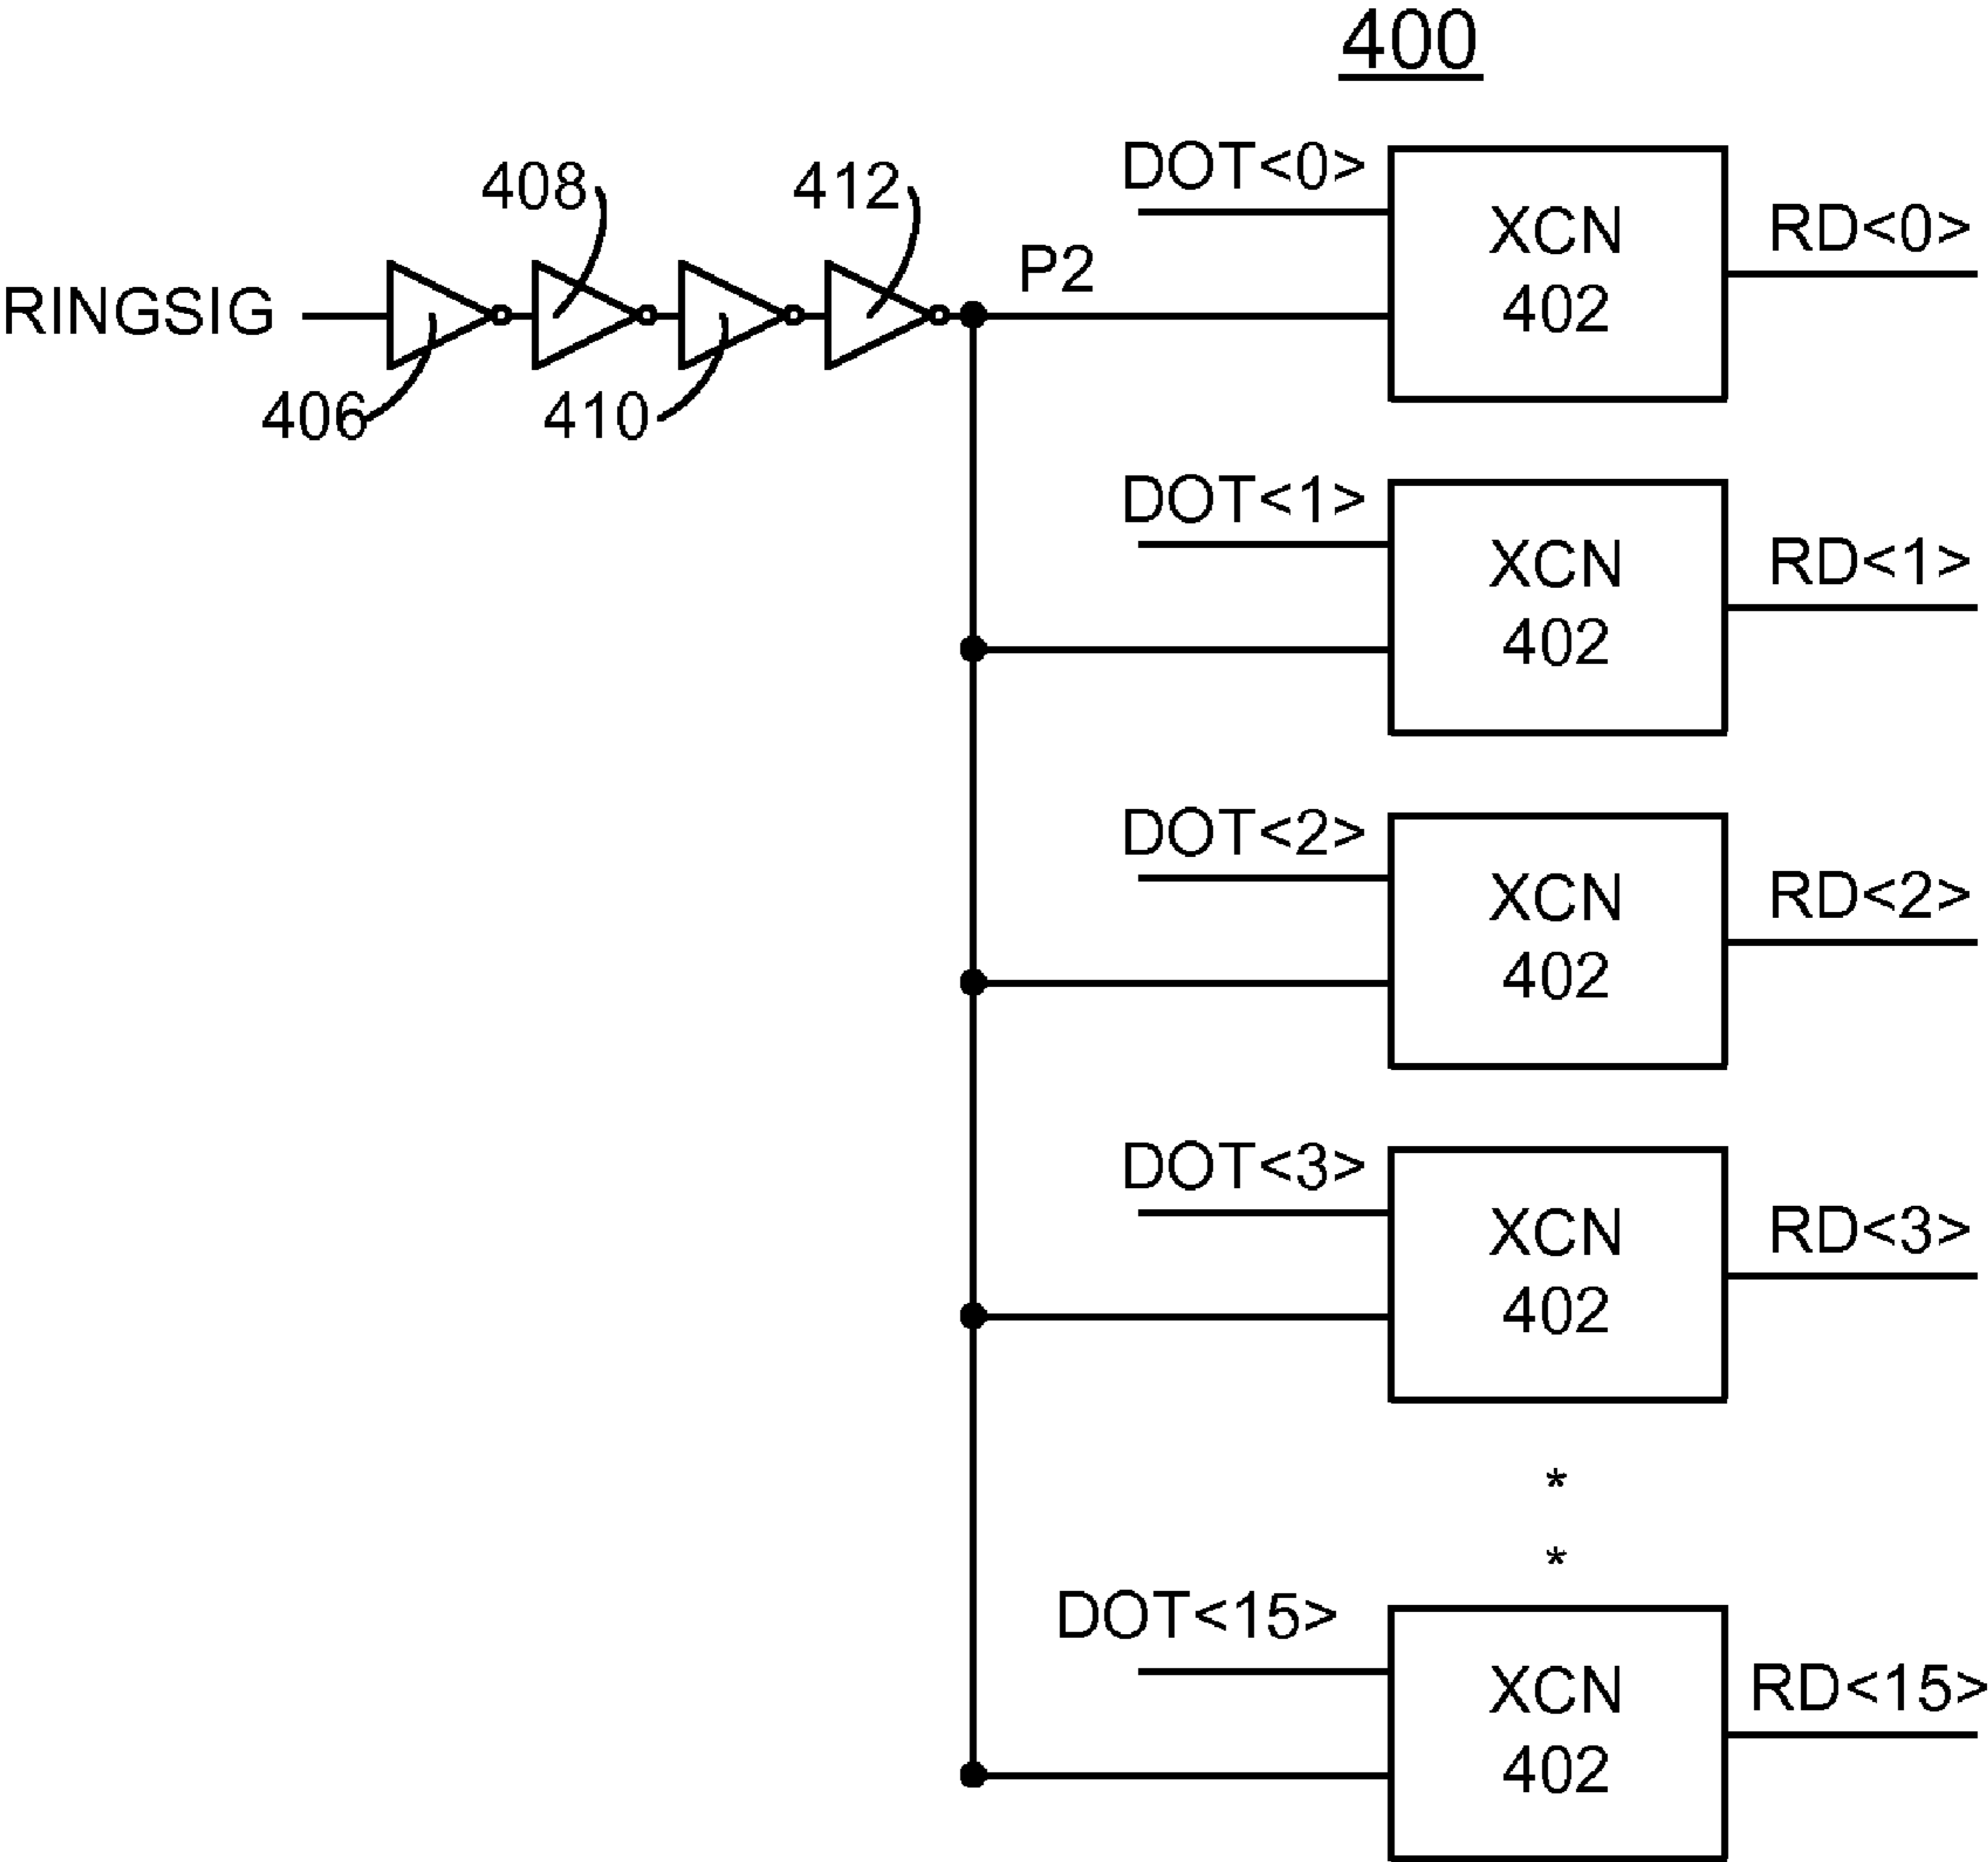 400
408
412
RINGSIG
406
410
P2
DOT<0>
XCN
402
RD<0>
DOT<1>
XCN
402
RD<1>
DOT<2>
XCN
402
RD<2>
DOT<3>
XCN
402
RD<3>
*
*
DOT<15>
XCN
402
RD<15>